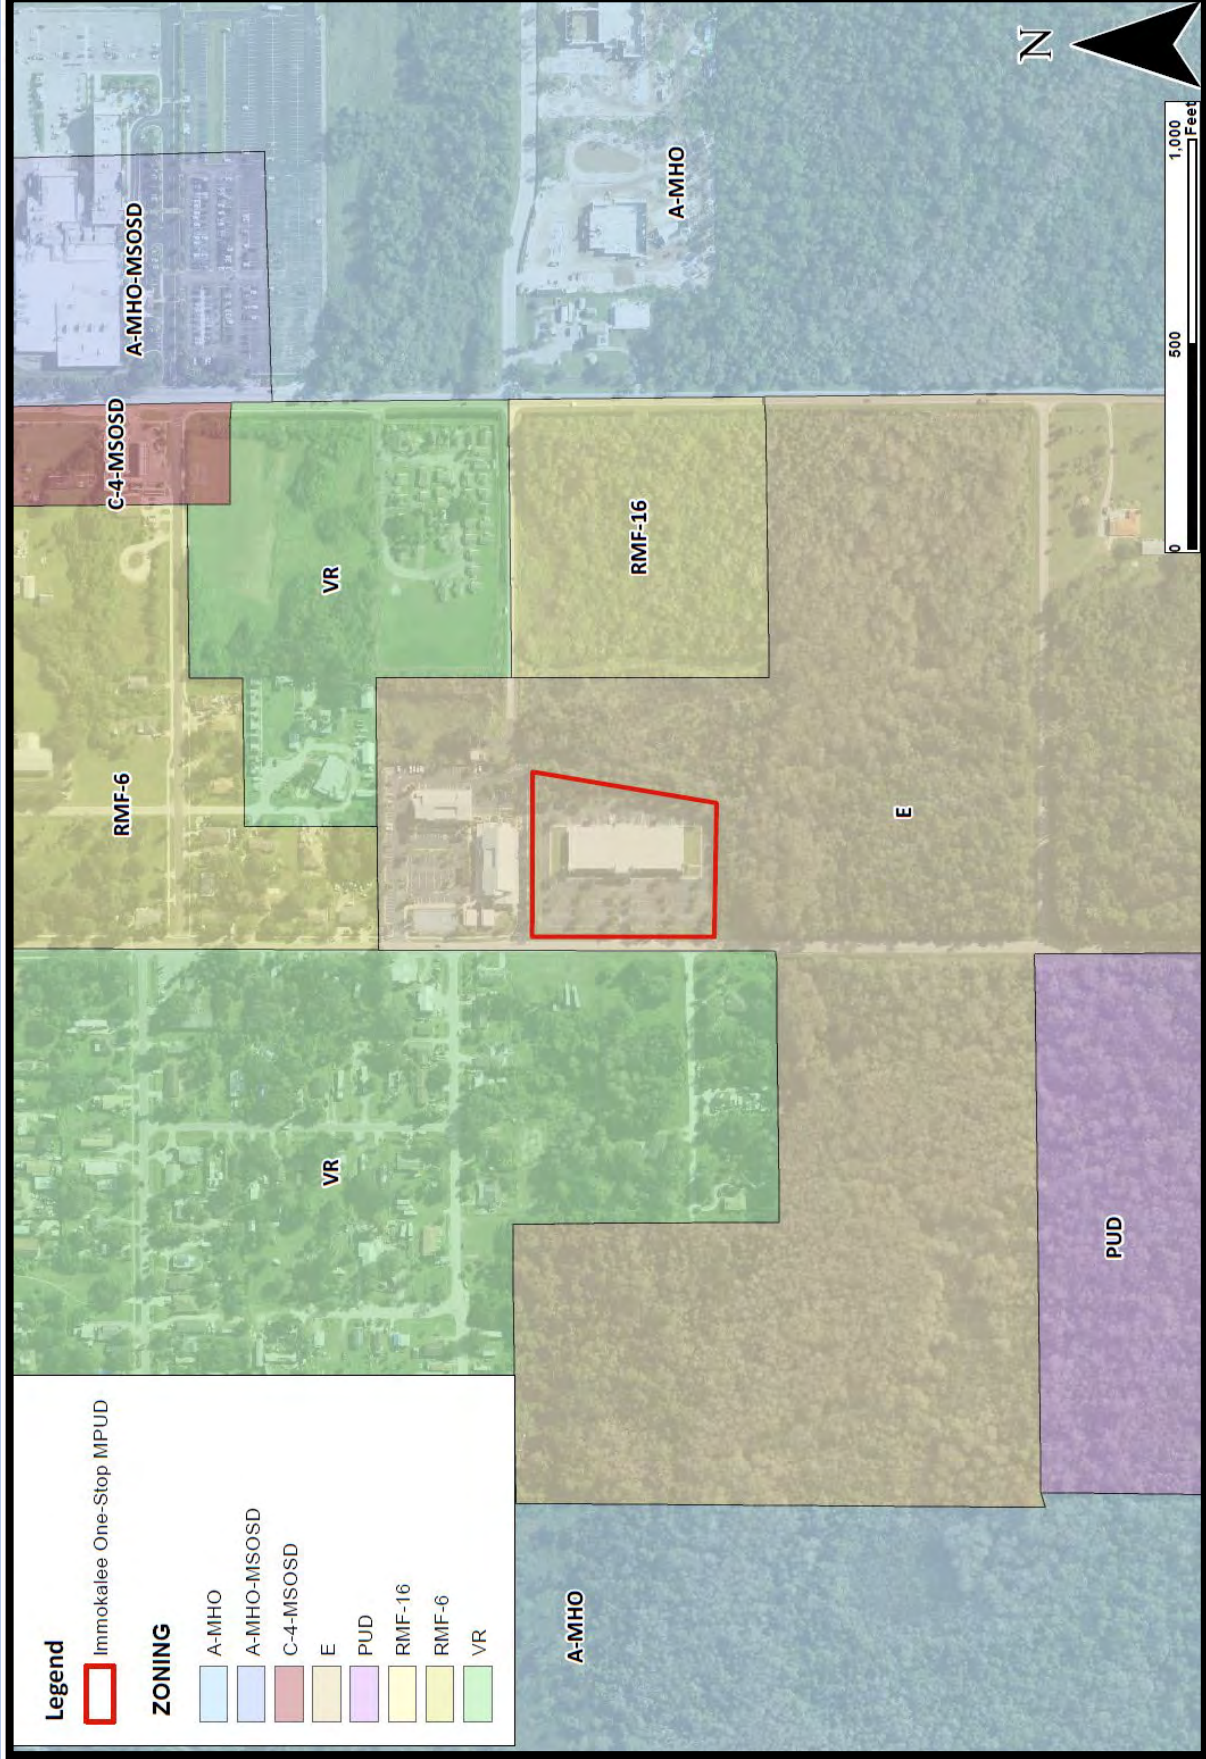 Legend
Immokalee One-Stop MPUD
ZONING
A-MHO
A-MHO-MSOSD
C-4-MSOSD
E
PUD
RMF-16
RMF-6
VR
RMF-6
C-4-MSOSD
A-MHO-MSOSD
VR
VR
RMF-16
A-MHO
A-MHO
E
PUD
N
0
500
1,000
Feet